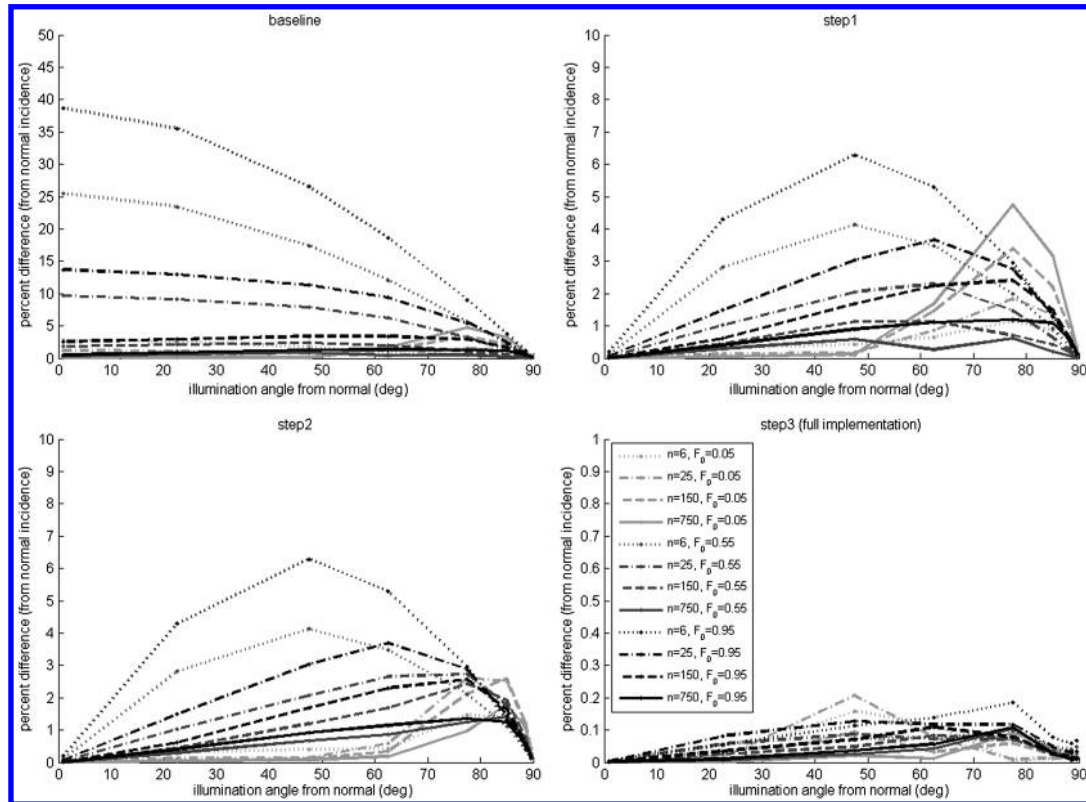 baseline
percent difference (from normal incidence)
50
45
40
35
30
25
20
15
10
5
0
0 10 20 30 40 50 60 70 80 90
illumination angle from normal (deg)
step1
percent difference (from normal incidence)
10
9
8
7
6
5
4
3
2
1
0
0 10 20 30 40 50 60 70 80 90
illumination angle from normal (deg)
step2
percent difference (from normal incidence)
10
9
8
7
6
5
4
3
2
1
0
0 10 20 30 40 50 60 70 80 90
illumination angle from normal (deg)
step3 (full implementation)
percent difference (from normal incidence)
1
0.9
0.8
0.7
0.6
0.5
0.4
0.3
0.2
0.1
0
n=6, F0=0.05
n=25, F0=0.05
n=150, F0=0.05
n=750, F0=0.05
n=6, F0=0.55
n=25, F0=0.55
n=150, F0=0.55
n=750, F0=0.55
n=6, F0=0.95
n=25, F0=0.95
n=150, F0=0.95
n=750, F0=0.95
0 10 20 30 40 50 60 70 80 90
illumination angle from normal (deg)